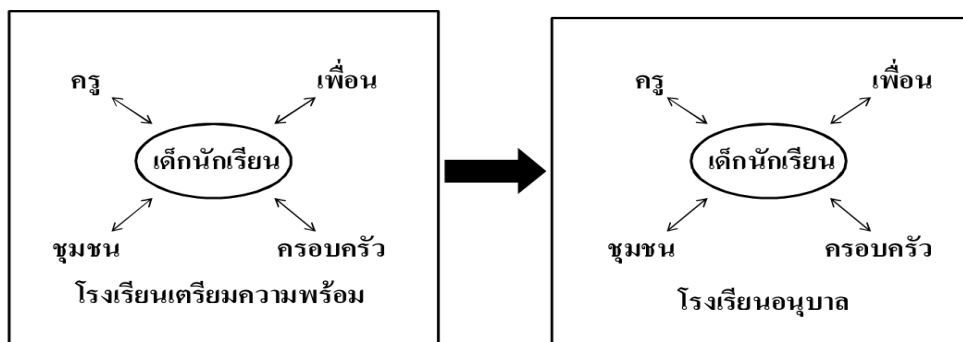 ครู เพื่อน
เด็กนักเรียน
ชุมชน ครอบครัว
โรงเรียนเตรียมความพร้อม
ครู เพื่อน
เด็กนักเรียน
ชุมชน ครอบครัว
โรงเรียนอนุบาล